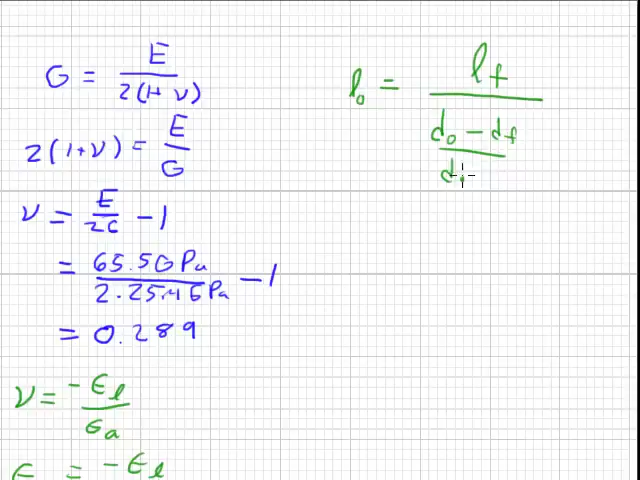 G = E / 2(1+ν)
2(1+ν) = E / G
ν = E / 2G − 1
= 65.5GPa / 2·25.4GPa − 1
= 0.289
ν = −ϵl / ϵa
ϵ = −ϵl
l₀ = lf / ((d₀ − df) / d